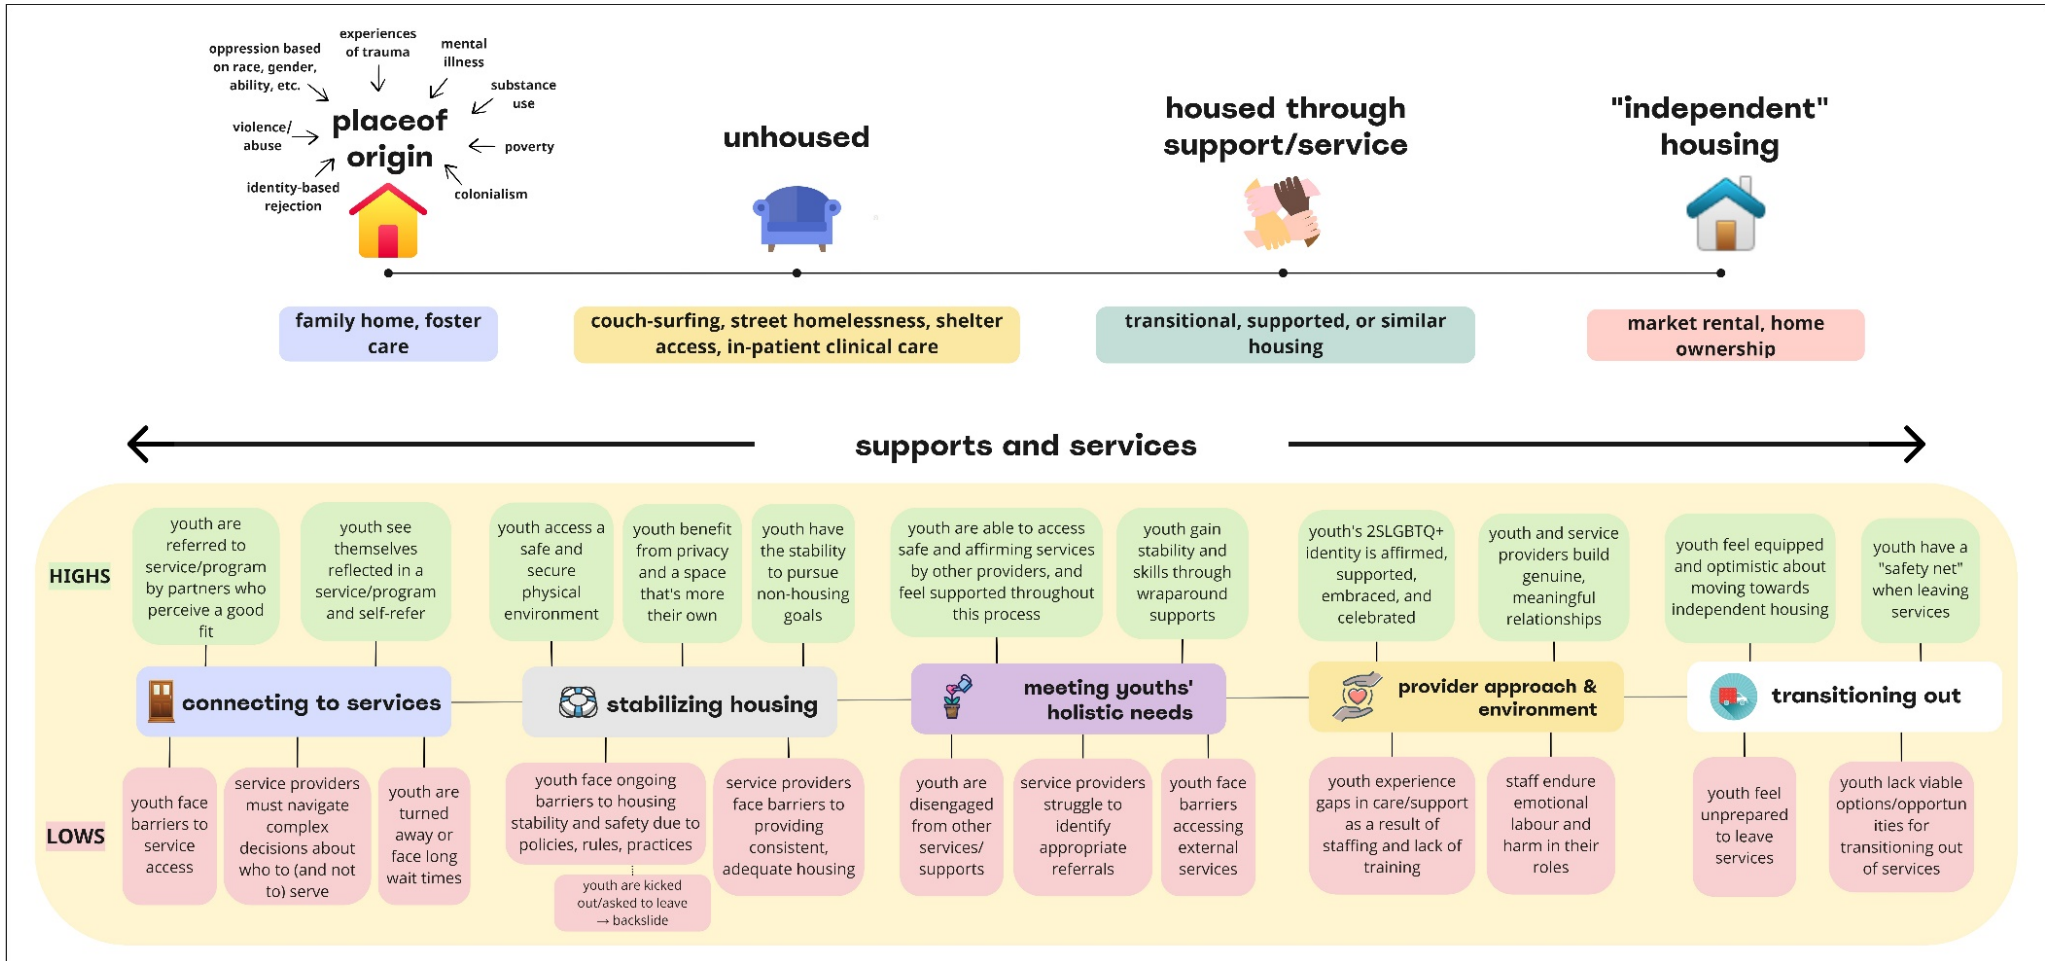 experiences
of trauma
oppression based
on race, gender,
ability, etc.
mental
illness
substance
use
violence/
abuse
placeof
origin
poverty
identity-based
rejection
colonialism
unhoused
housed through
support/service
"independent"
housing
family home, foster
care
couch-surfing, street homelessness, shelter
access, in-patient clinical care
transitional, supported, or similar
housing
market rental, home
ownership
supports and services
HIGHS
youth are
referred to
service/program
by partners who
perceive a good
fit
youth see
themselves
reflected in a
service/program
and self-refer
youth access a
safe and
secure
physical
environment
youth benefit
from privacy
and a space
that's more
their own
youth have
the stability
to pursue
non-housing
goals
youth are able to access
safe and affirming services
by other providers, and
feel supported throughout
this process
youth gain
stability and
skills through
wraparound
supports
youth's 2SLGBTQ+
identity is affirmed,
supported,
embraced, and
celebrated
youth and service
providers build
genuine,
meaningful
relationships
youth feel equipped
and optimistic about
moving towards
independent housing
youth have a
"safety net"
when leaving
services
connecting to services
stabilizing housing
meeting youths'
holistic needs
provider approach &
environment
transitioning out
LOWS
youth face
barriers to
service
access
service providers
must navigate
complex
decisions about
who to (and not
to) serve
youth are
turned
away or
face long
wait times
youth face ongoing
barriers to housing
stability and safety due to
policies, rules, practices
youth are kicked
out/asked to leave
→ backslide
service providers
face barriers to
providing
consistent,
adequate housing
youth are
disengaged
from other
services/
supports
service providers
struggle to
identify
appropriate
referrals
youth face
barriers
accessing
external
services
youth experience
gaps in care/support
as a result of
staffing and lack of
training
staff endure
emotional
labour and
harm in their
roles
youth feel
unprepared
to leave
services
youth lack viable
options/opportun
ities for
transitioning out
of services